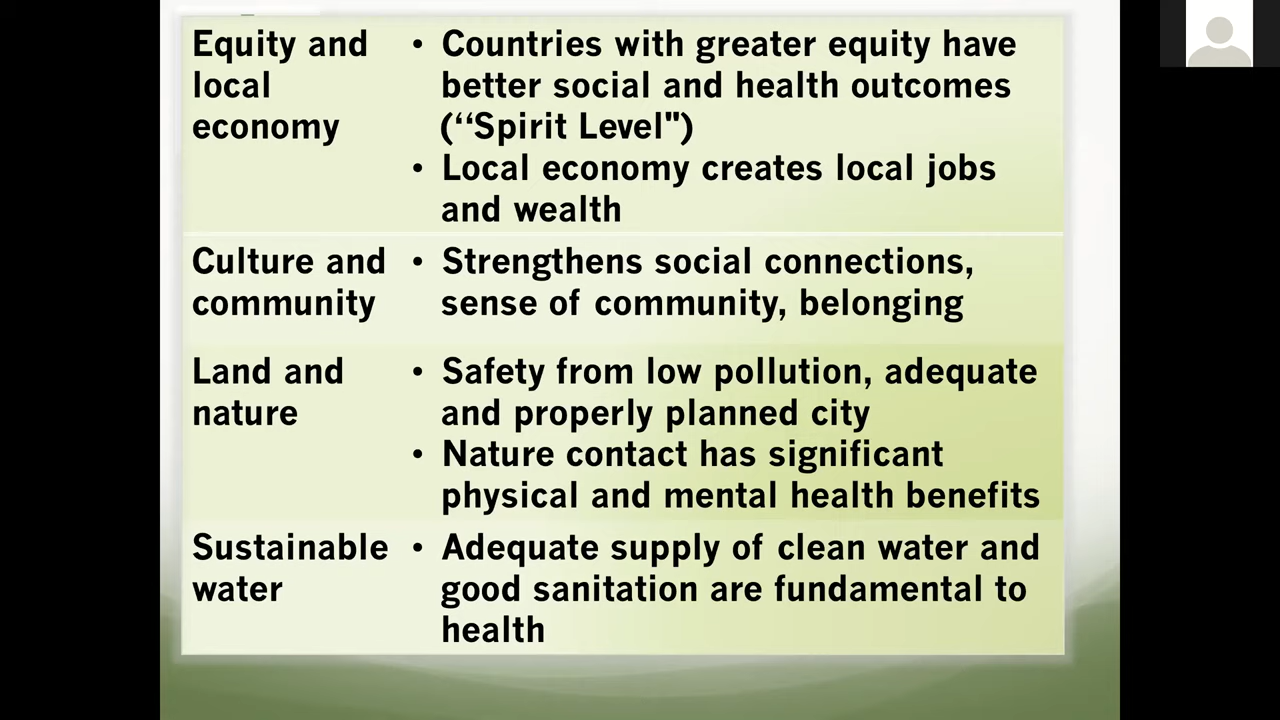 Equity and
local
economy
• Countries with greater equity have
better social and health outcomes
(‘‘Spirit Level")
• Local economy creates local jobs
and wealth
Culture and
community
• Strengthens social connections,
sense of community, belonging
Land and
nature
• Safety from low pollution, adequate
and properly planned city
• Nature contact has significant
physical and mental health benefits
Sustainable
water
• Adequate supply of clean water and
good sanitation are fundamental to
health